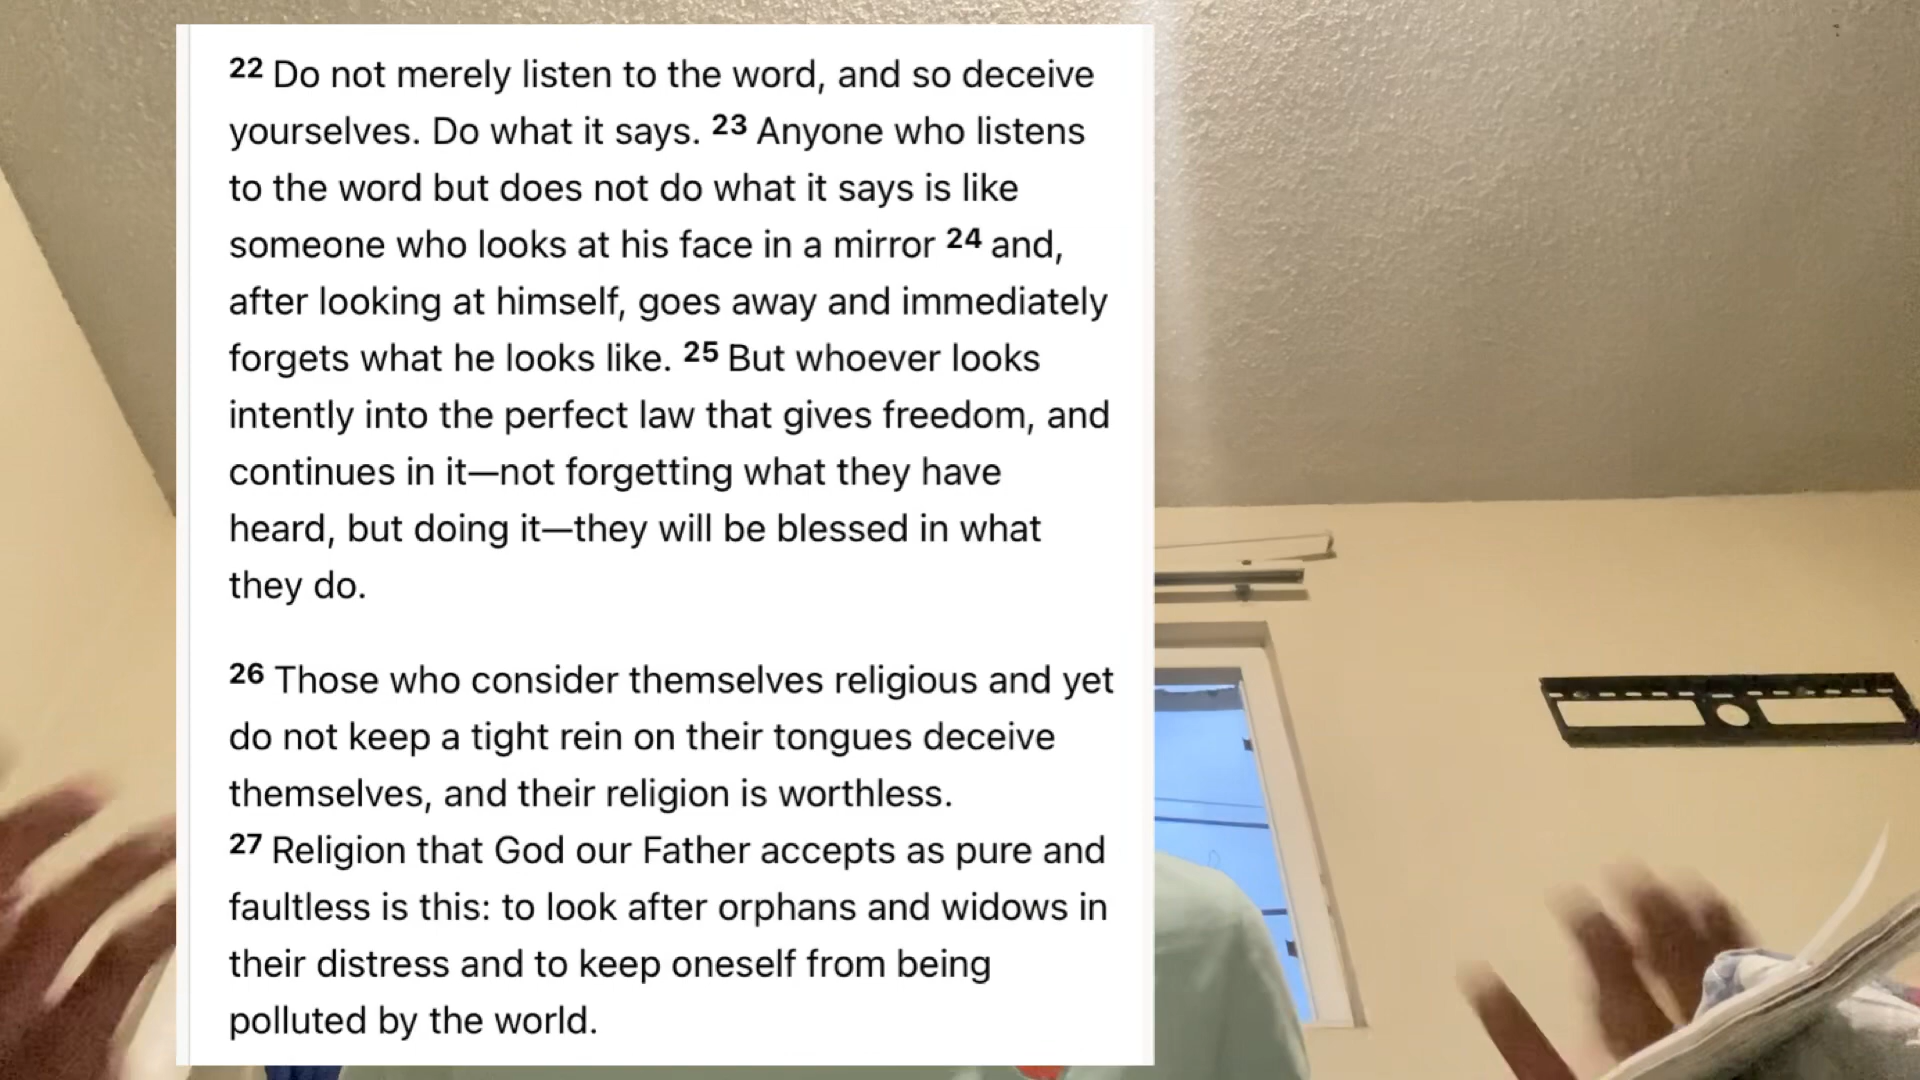 22 Do not merely listen to the word, and so deceive
yourselves. Do what it says. 23 Anyone who listens
to the word but does not do what it says is like
someone who looks at his face in a mirror 24 and,
after looking at himself, goes away and immediately
forgets what he looks like. 25 But whoever looks
intently into the perfect law that gives freedom, and
continues in it—not forgetting what they have
heard, but doing it—they will be blessed in what
they do.
26 Those who consider themselves religious and yet
do not keep a tight rein on their tongues deceive
themselves, and their religion is worthless.
27 Religion that God our Father accepts as pure and
faultless is this: to look after orphans and widows in
their distress and to keep oneself from being
polluted by the world.